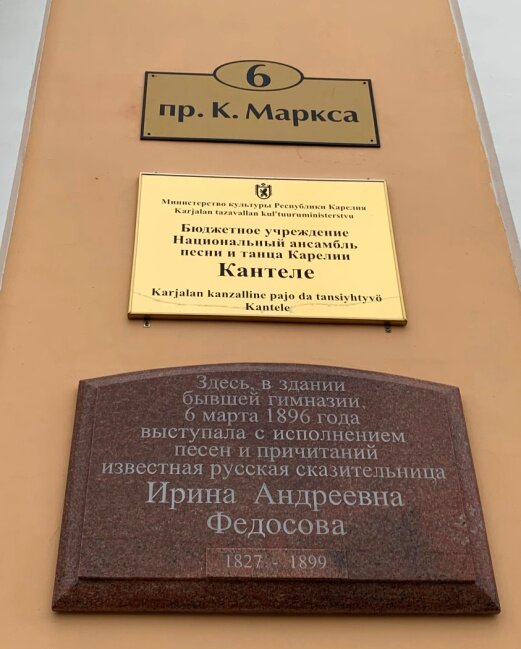 6
пр. К. Маркса
Министерство культуры Республики Карелия
Karjalan tazavallan kul'tuuruministerstvu
Бюджетное учреждение
Национальный ансамбль
песни и танца Карелии
Кантеле
Karjalan kanzalline pajo da tansiyhtyvö
Kantele
Здесь, в здании
бывшей гимназии
6 марта 1896 года
выступала с исполнением
песен и причитаний
известная русская сказительница
Ирина Андреевна
Федосова
1827 - 1899